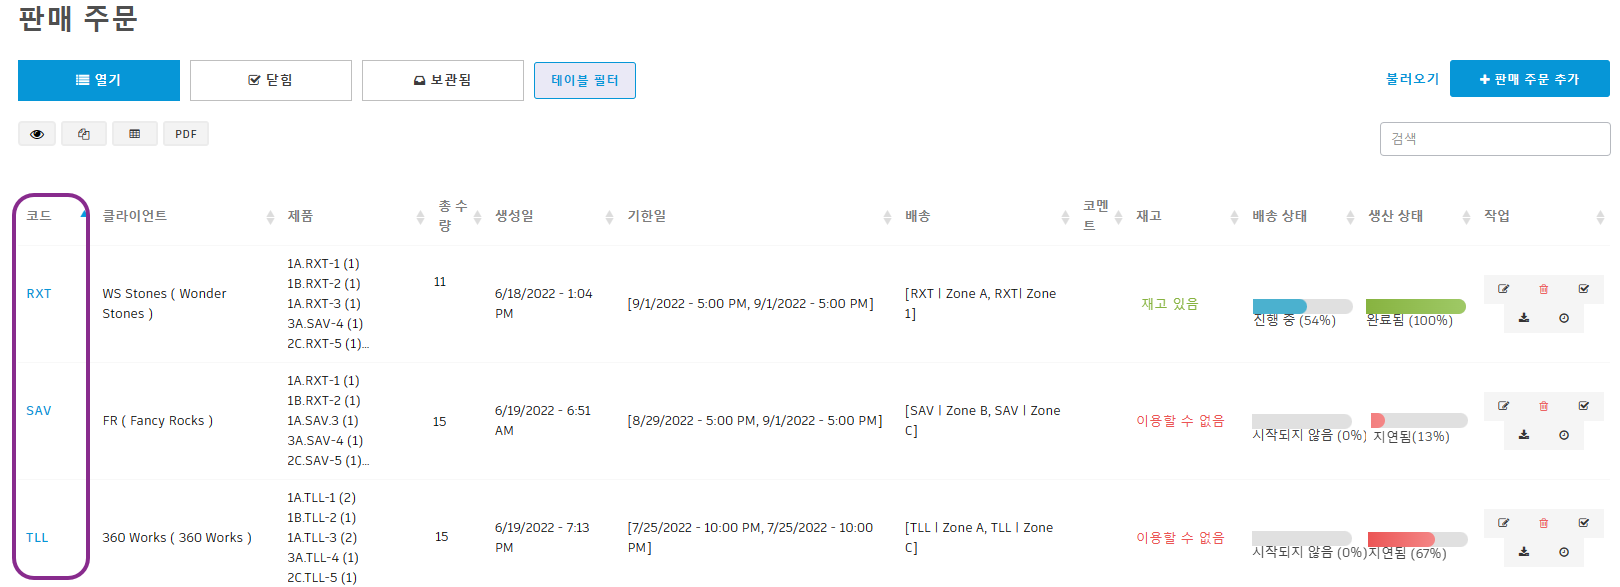 판매 주문
열기 닫힘 보관됨 테이블 필터 불러오기 판매 주문 추가
PDF 검색
코드 클라이언트 제품 총 수량 생성일 기한일 배송 코멘트 재고 배송 상태 생산 상태 작업
RXT
WS Stones ( Wonder
Stones )
1A.RXT-1 (1)
1B.RXT-2 (1)
1A.RXT-3 (1)
3A.SAV-4 (1)
2C.RXT-5 (1)...
11
6/18/2022 - 1:04
PM
[9/1/2022 - 5:00 PM, 9/1/2022 - 5:00 PM]
[RXT | Zone A, RXT| Zone
1]
재고 있음
진행 중 (54%)
완료됨 (100%)
SAV
FR ( Fancy Rocks )
1A.RXT-1 (1)
1B.RXT-2 (1)
1A.SAV.3 (1)
3A.SAV-4 (1)
2C.SAV-5 (1)...
15
6/19/2022 - 6:51
AM
[8/29/2022 - 5:00 PM, 9/1/2022 - 5:00 PM]
[SAV | Zone B, SAV | Zone
C]
이용할 수 없음
시작되지 않음 (0%)
지연됨(13%)
TLL
360 Works ( 360 Works )
1A.TLL-1 (2)
1B.TLL-2 (1)
1A.TLL-3 (2)
3A.TLL-4 (1)
2C.TLL-5 (1)
15
6/19/2022 - 7:13
PM
[7/25/2022 - 10:00 PM, 7/25/2022 - 10:00
PM]
[TLL | Zone A, TLL | Zone
C]
이용할 수 없음
시작되지 않음 (0%)
지연됨 (67%)